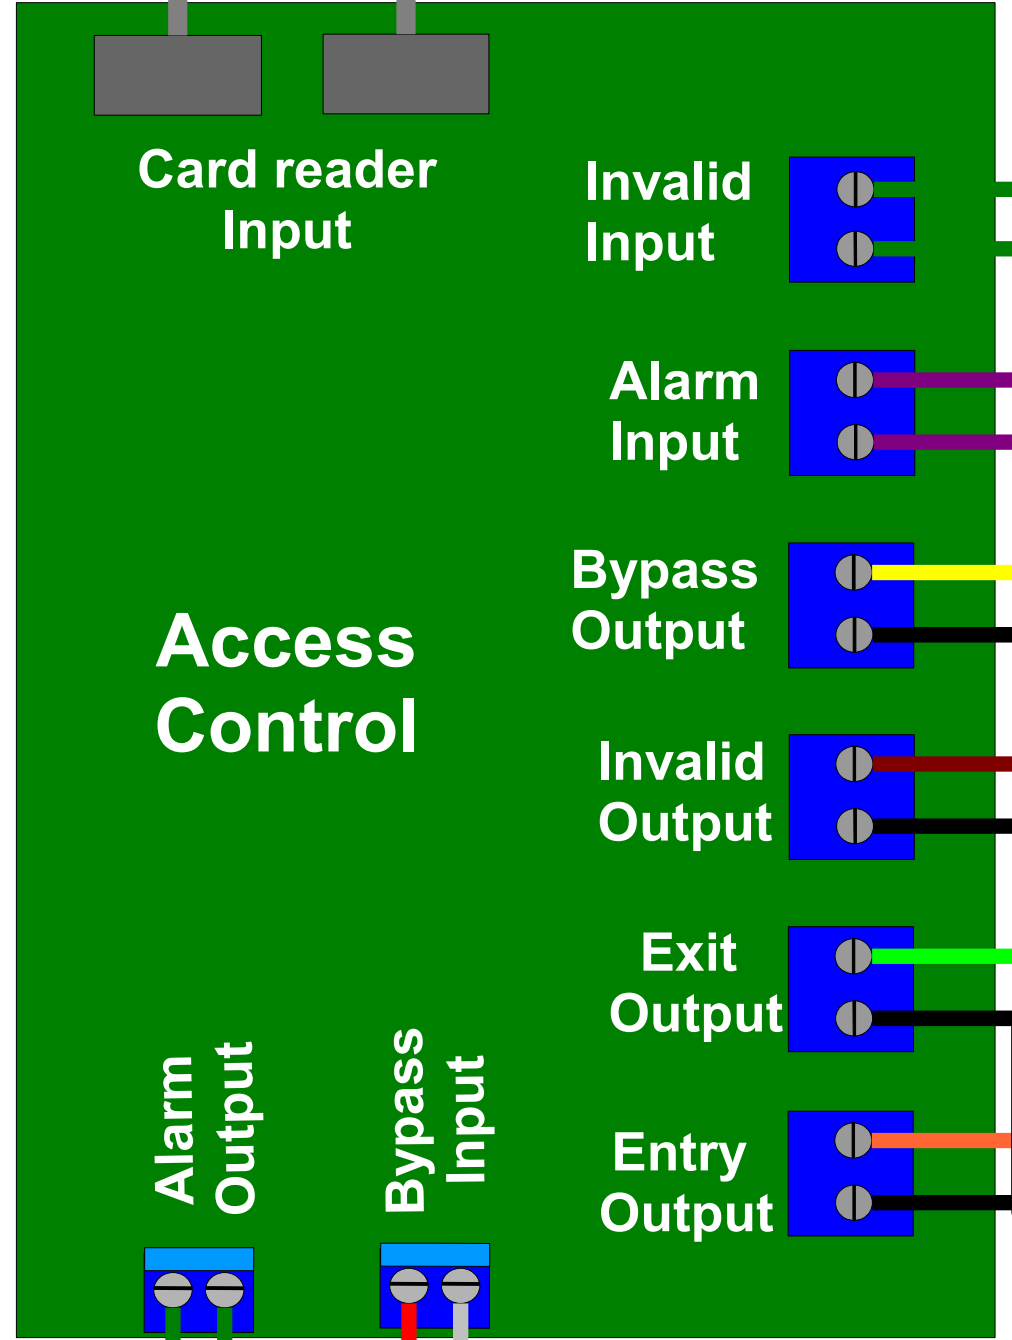 Card reader
Input
Invalid
Input
Alarm
Input
Bypass
Output
Access
Control
Invalid
Output
Exit
Output
Alarm
Output
Bypass
Input
Entry
Output